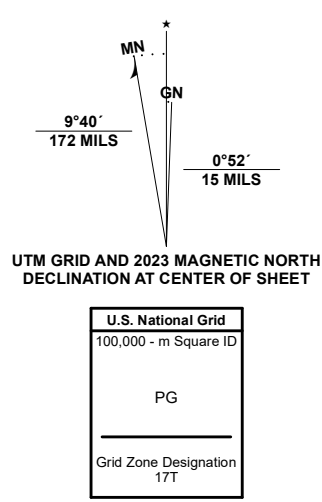 MN
GN
9°40´
172 MILS
0°52´
15 MILS
UTM GRID AND 2023 MAGNETIC NORTH
DECLINATION AT CENTER OF SHEET
U.S. National Grid
100,000 - m Square ID
PG
Grid Zone Designation
17T